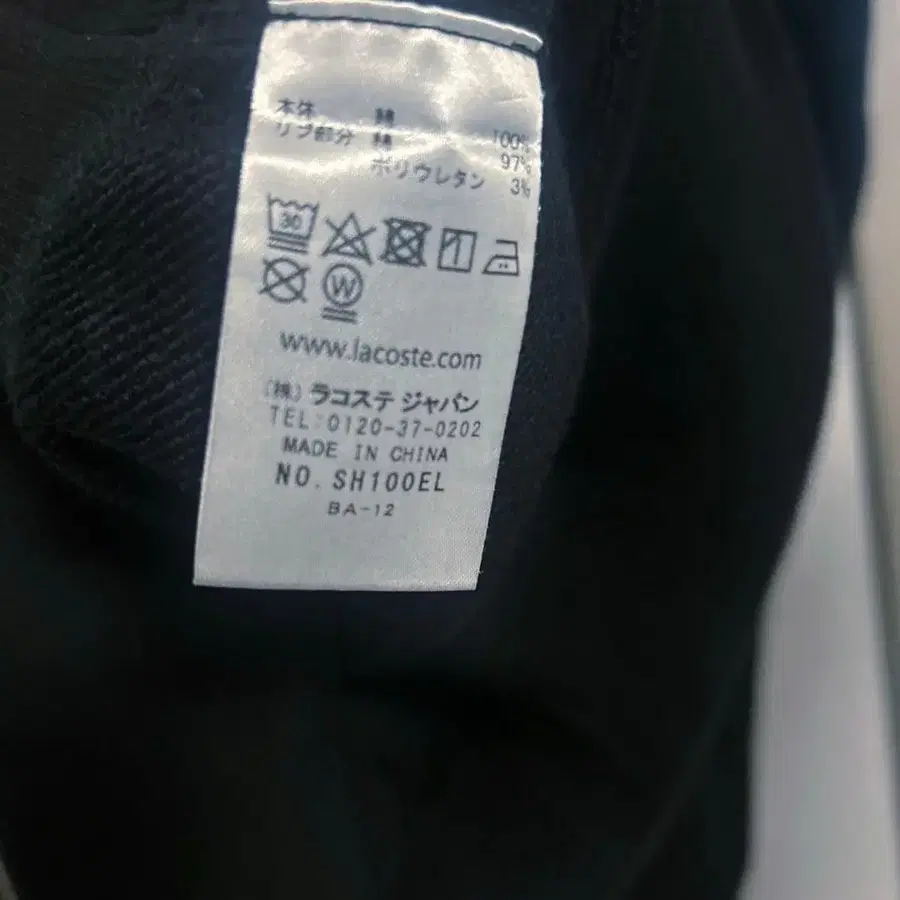 本体 綿 100%
リブ部分 綿 97%
ポリウレタン 3%
30
W
www.lacoste.com
(株) ラコステ ジャパン
TEL:0120-37-0202
MADE IN CHINA
NO. SH100EL
BA-12